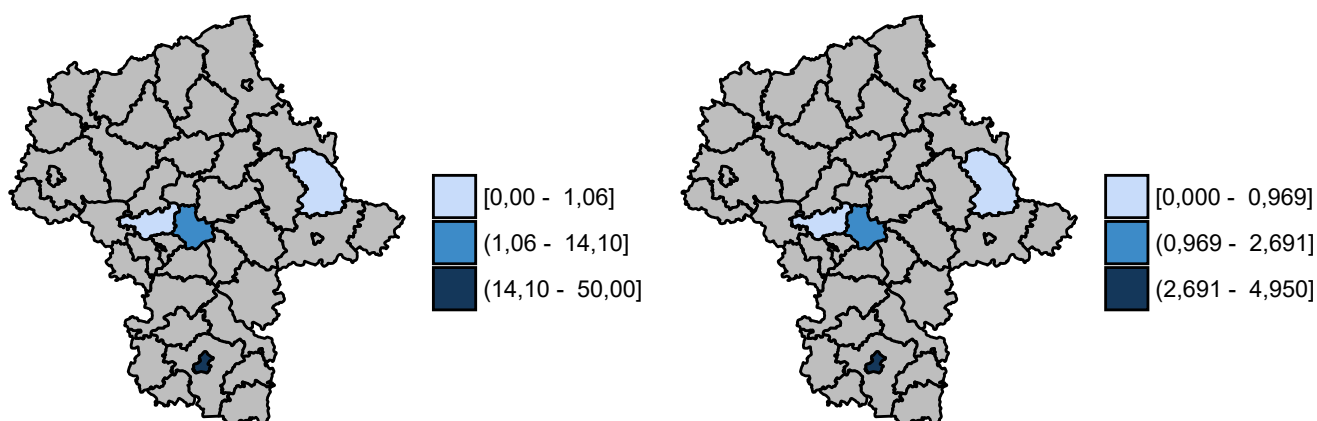 [0,00 - 1,06]
(1,06 - 14,10]
(14,10 - 50,00]
[0,000 - 0,969]
(0,969 - 2,691]
(2,691 - 4,950]